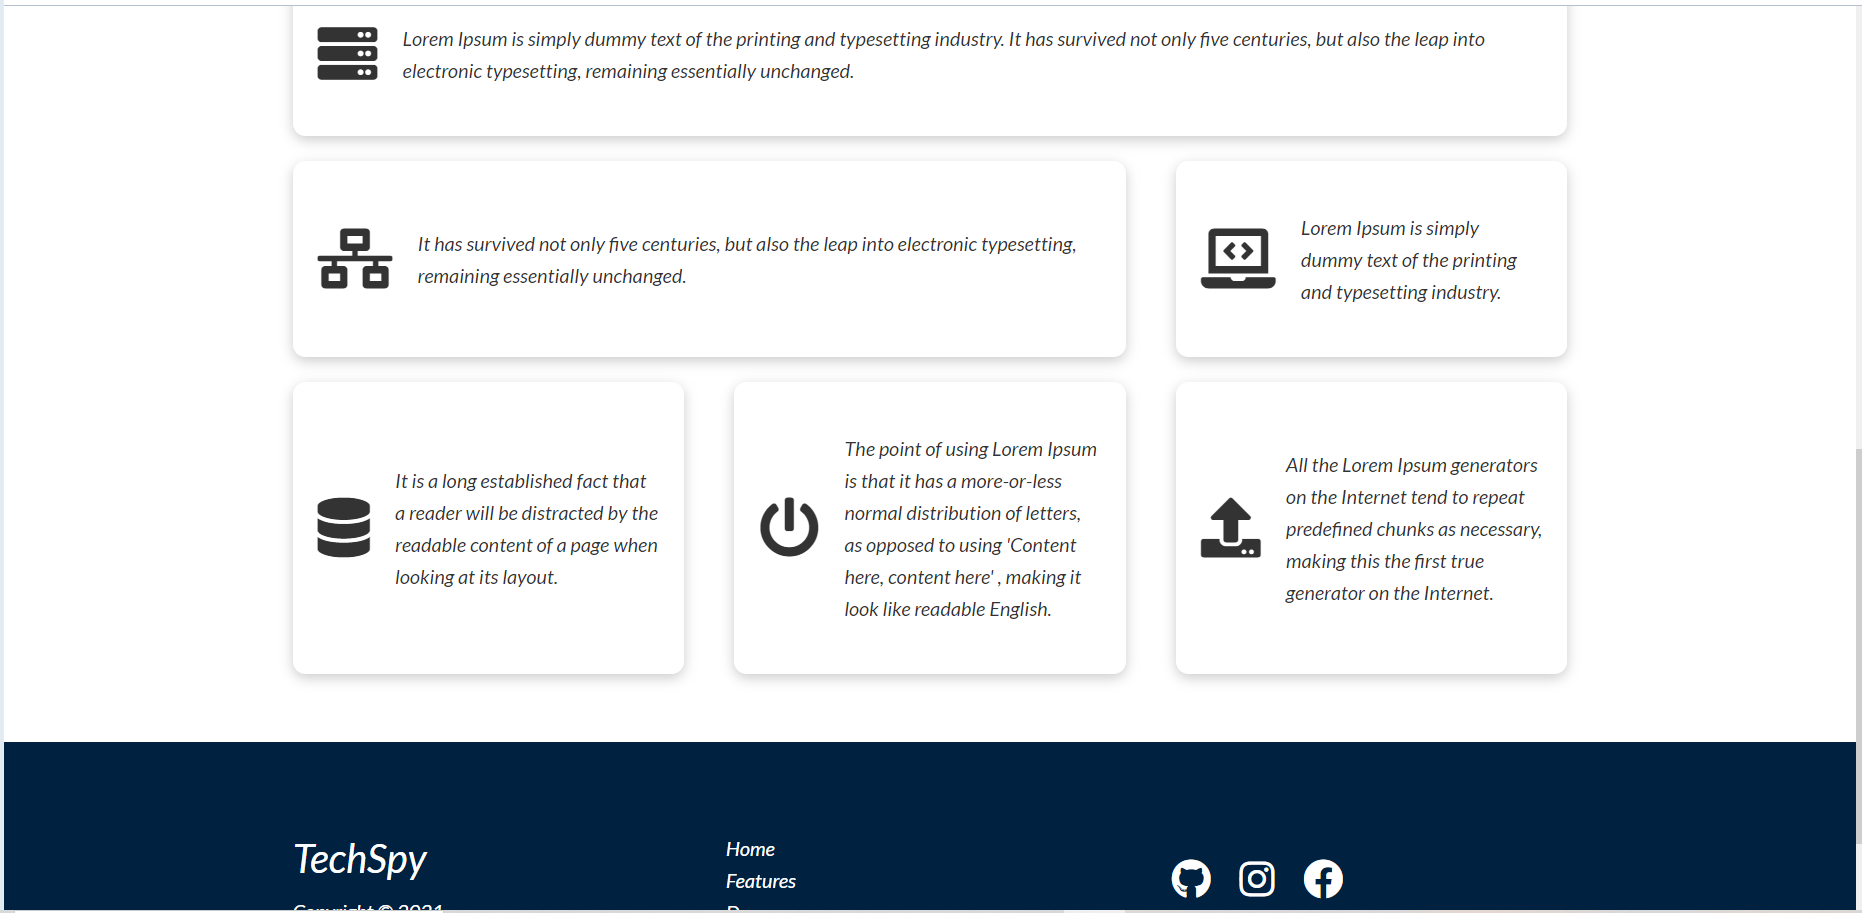 Lorem Ipsum is simply dummy text of the printing and typesetting industry. It has survived not only five centuries, but also the leap into
electronic typesetting, remaining essentially unchanged.
It has survived not only five centuries, but also the leap into electronic typesetting,
remaining essentially unchanged.
Lorem Ipsum is simply
dummy text of the printing
and typesetting industry.
It is a long established fact that
a reader will be distracted by the
readable content of a page when
looking at its layout.
The point of using Lorem Ipsum
is that it has a more-or-less
normal distribution of letters,
as opposed to using 'Content
here, content here' , making it
look like readable English.
All the Lorem Ipsum generators
on the Internet tend to repeat
predefined chunks as necessary,
making this the first true
generator on the Internet.
TechSpy
Copyright © 2021
Home
Features